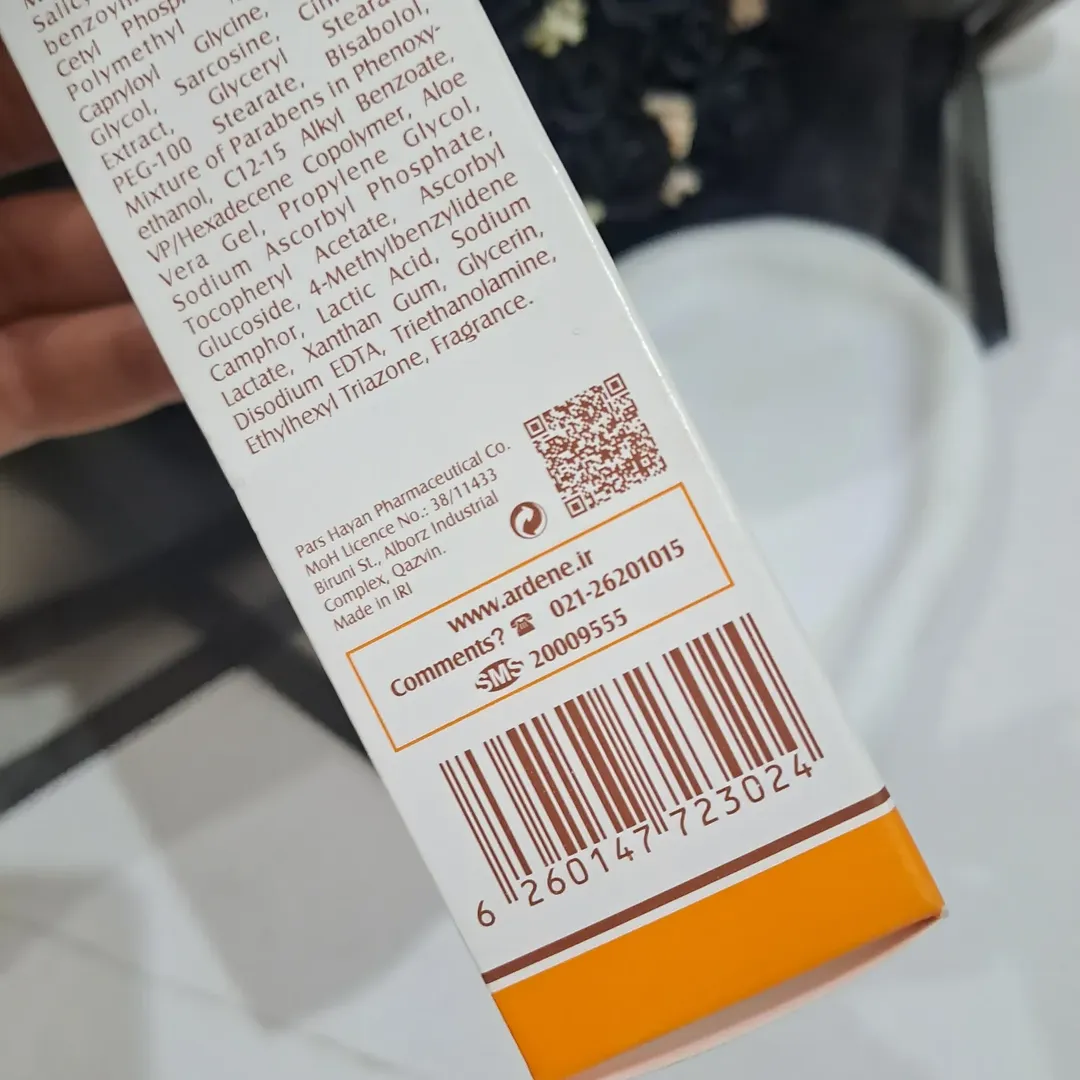 Cetyl Phosp
Polymethyl
Capryloyl Glycine,
Glycol, Sarcosine,
Extract, Glyceryl
PEG-100 Stearate, Bisabolol,
Mixture of Parabens in Phenoxy-
ethanol, C12-15 Alkyl Benzoate,
VP/Hexadecene Copolymer, Aloe
Vera Gel, Propylene Glycol,
Sodium Ascorbyl Phosphate,
Tocopheryl Acetate, Ascorbyl
Glucoside, 4-Methylbenzylidene
Camphor, Lactic Acid, Sodium
Lactate, Xanthan Gum, Glycerin,
Disodium EDTA, Triethanolamine,
Ethylhexyl Triazone, Fragrance.
Pars Hayan Pharmaceutical Co.
MoH Licence No.: 38/11433
Biruni St., Alborz Industrial
Complex, Qazvin.
Made in IRI
www.ardene.ir
Comments? ☎ 021-26201015
SMS 20009555
6 260147 723024